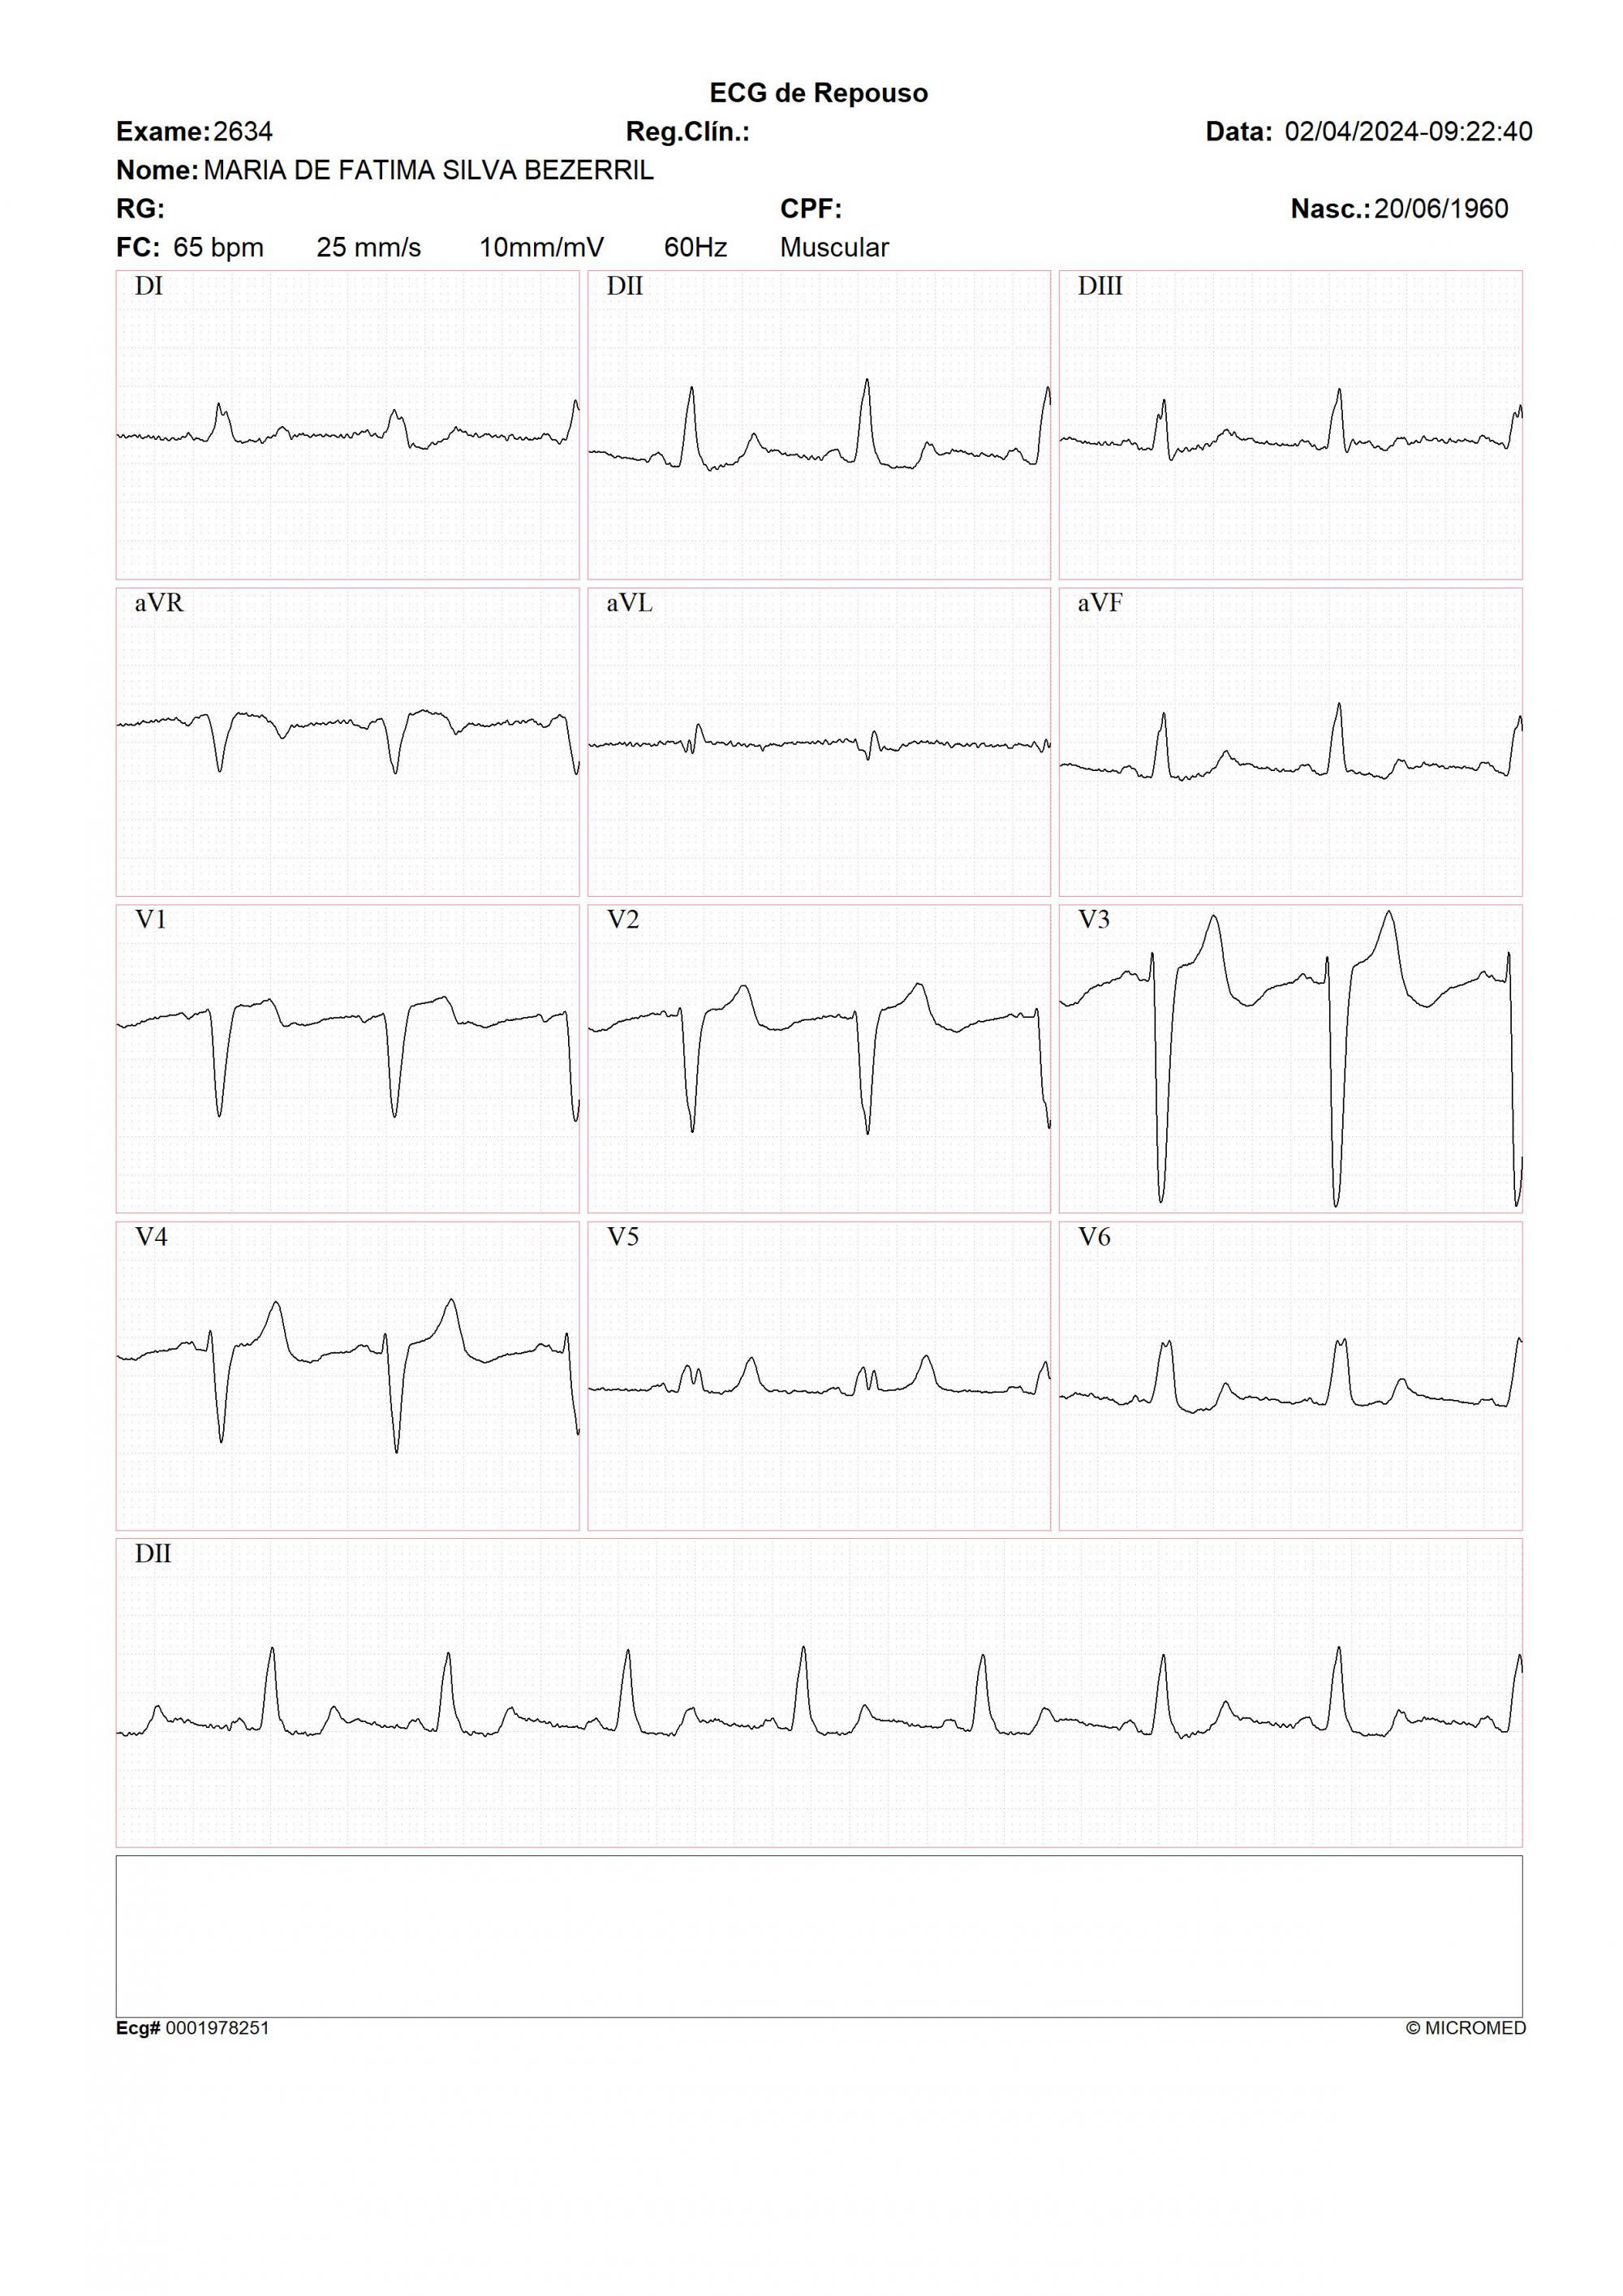 ECG de Repouso
Exame: 2634 Reg.Clín.: Data: 02/04/2024-09:22:40
Nome: MARIA DE FATIMA SILVA BEZERRIL
RG: CPF: Nasc.: 20/06/1960
FC: 65 bpm 25 mm/s 10mm/mV 60Hz Muscular
DI DII DIII
aVR aVL aVF
V1 V2 V3
V4 V5 V6
DII
Ecg# 0001978251 © MICROMED